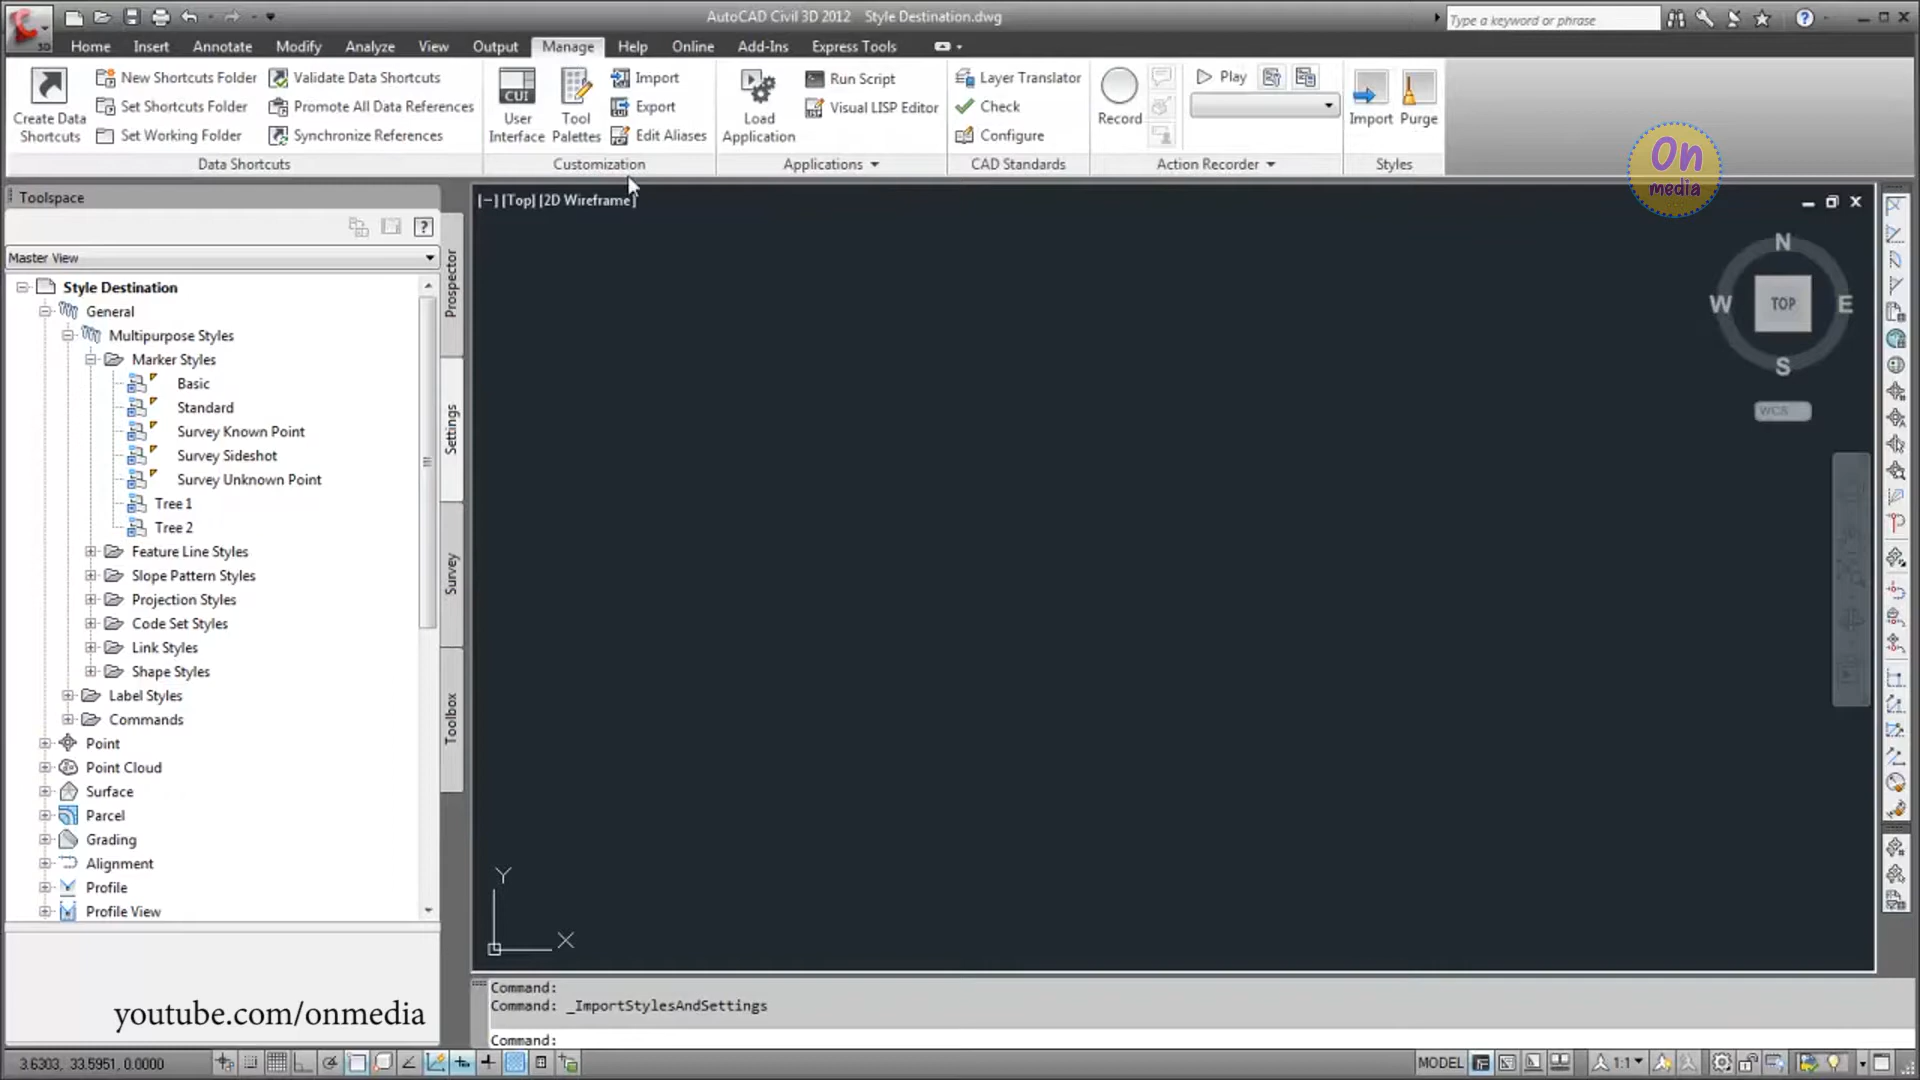 AutoCAD Civil 3D 2012 Style Destination.dwg
Type a keyword or phrase
Home Insert Annotate Modify Analyze View Output Manage Help Online Add-Ins Express Tools
Create Data Shortcuts
New Shortcuts Folder
Set Shortcuts Folder
Set Working Folder
Validate Data Shortcuts
Promote All Data References
Synchronize References
Data Shortcuts
CUI
User Interface
Tool Palettes
Import
Export
Edit Aliases
Customization
Load Application
Run Script
Visual LISP Editor
Applications
Layer Translator
Check
Configure
CAD Standards
Record
Play
Action Recorder
Import
Purge
Styles
On
media
Toolspace
Master View
Style Destination
General
Multipurpose Styles
Marker Styles
Basic
Standard
Survey Known Point
Survey Sideshot
Survey Unknown Point
Tree 1
Tree 2
Feature Line Styles
Slope Pattern Styles
Projection Styles
Code Set Styles
Link Styles
Shape Styles
Label Styles
Commands
Point
Point Cloud
Surface
Parcel
Grading
Alignment
Profile
Profile View
Prospector
Settings
Survey
Toolbox
[−] [Top] [2D Wireframe]
N
W TOP E
S
WCS
Y
X
Command:
Command: _ImportStylesAndSettings
Command:
youtube.com/onmedia
3.6303, 33.5951, 0.0000
MODEL
1:1